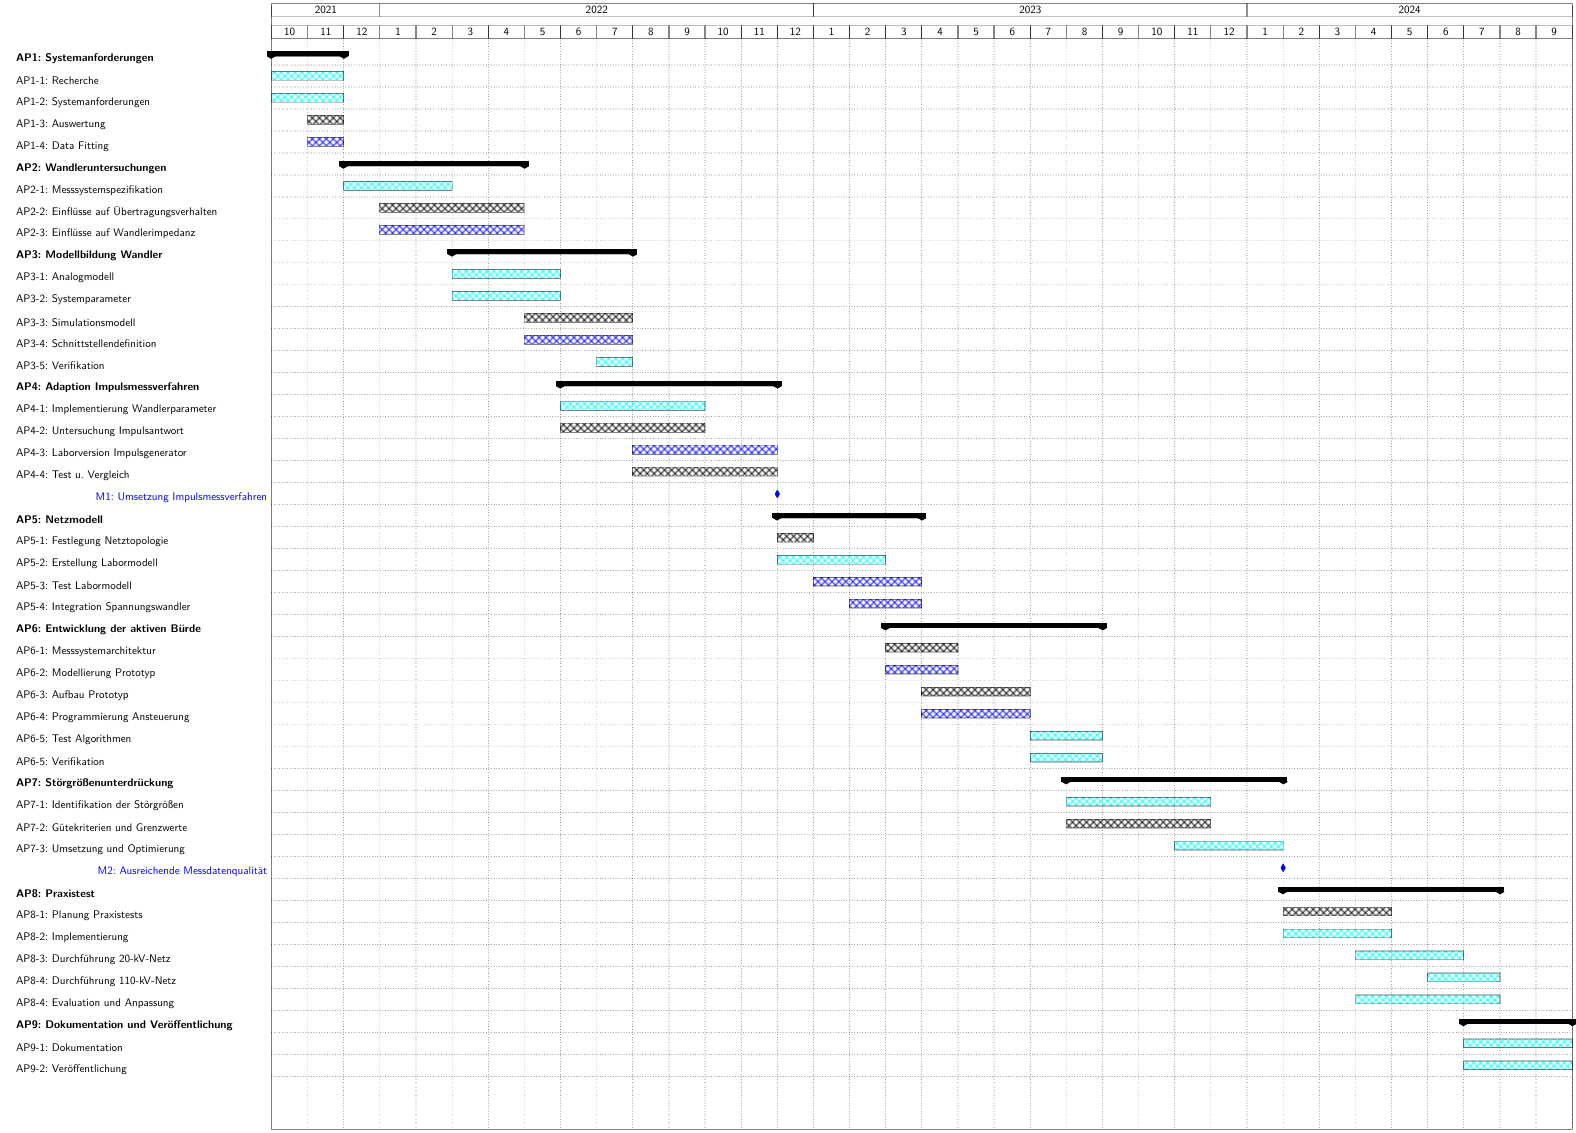 2021 2022 2023 2024
10 11 12 1 2 3 4 5 6 7 8 9 10 11 12 1 2 3 4 5 6 7 8 9 10 11 12 1 2 3 4 5 6 7 8 9
AP1: Systemanforderungen
AP1-1: Recherche
AP1-2: Systemanforderungen
AP1-3: Auswertung
AP1-4: Data Fitting
AP2: Wandleruntersuchungen
AP2-1: Messsystemspezifikation
AP2-2: Einflüsse auf Übertragungsverhalten
AP2-3: Einflüsse auf Wandlerimpedanz
AP3: Modellbildung Wandler
AP3-1: Analogmodell
AP3-2: Systemparameter
AP3-3: Simulationsmodell
AP3-4: Schnittstellendefinition
AP3-5: Verifikation
AP4: Adaption Impulsmessverfahren
AP4-1: Implementierung Wandlerparameter
AP4-2: Untersuchung Impulsantwort
AP4-3: Laborversion Impulsgenerator
AP4-4: Test u. Vergleich
M1: Umsetzung Impulsmessverfahren
AP5: Netzmodell
AP5-1: Festlegung Netztopologie
AP5-2: Erstellung Labormodell
AP5-3: Test Labormodell
AP5-4: Integration Spannungswandler
AP6: Entwicklung der aktiven Bürde
AP6-1: Messsystemarchitektur
AP6-2: Modellierung Prototyp
AP6-3: Aufbau Prototyp
AP6-4: Programmierung Ansteuerung
AP6-5: Test Algorithmen
AP6-5: Verifikation
AP7: Störgrößenunterdrückung
AP7-1: Identifikation der Störgrößen
AP7-2: Gütekriterien und Grenzwerte
AP7-3: Umsetzung und Optimierung
M2: Ausreichende Messdatenqualität
AP8: Praxistest
AP8-1: Planung Praxistests
AP8-2: Implementierung
AP8-3: Durchführung 20-kV-Netz
AP8-4: Durchführung 110-kV-Netz
AP8-4: Evaluation und Anpassung
AP9: Dokumentation und Veröffentlichung
AP9-1: Dokumentation
AP9-2: Veröffentlichung